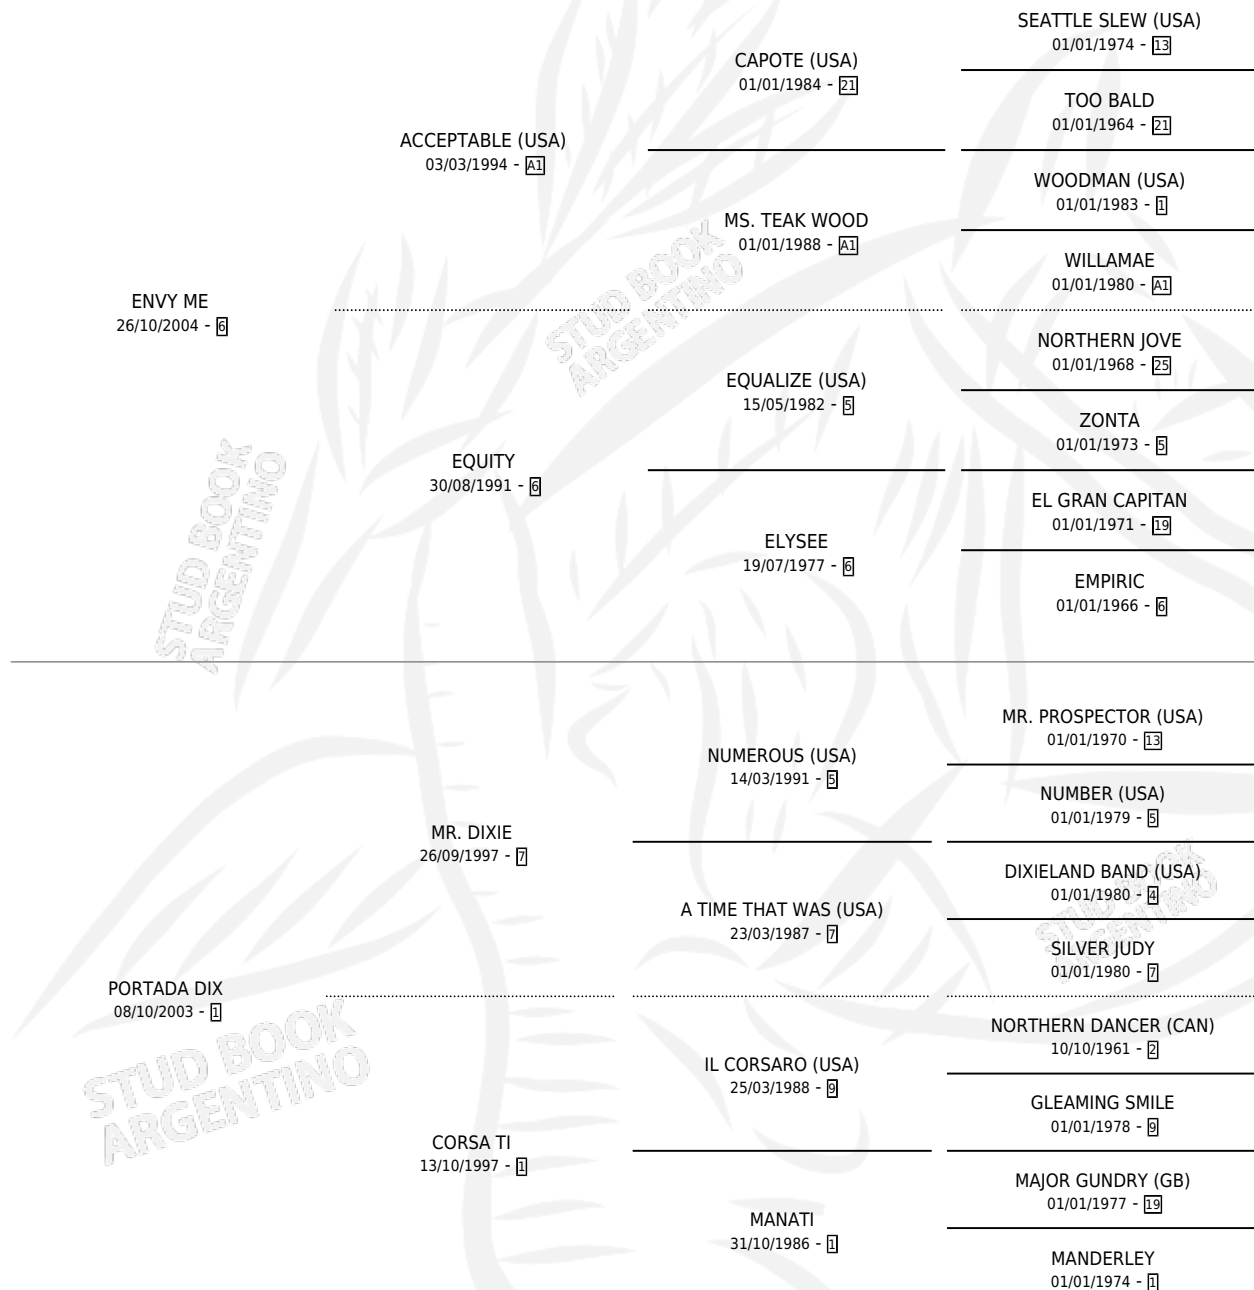 SEATTLE SLEW (USA)
01/01/1974 - 13
CAPOTE (USA)
01/01/1984 - 21
TOO BALD
01/01/1964 - 21
ACCEPTABLE (USA)
03/03/1994 - A1
WOODMAN (USA)
01/01/1983 - 1
MS. TEAK WOOD
01/01/1988 - A1
WILLAMAE
01/01/1980 - A1
ENVY ME
26/10/2004 - 6
STUD BOOK
ARGENTINO
NORTHERN JOVE
01/01/1968 - 25
EQUALIZE (USA)
15/05/1982 - 5
ZONTA
01/01/1973 - 5
EQUITY
30/08/1991 - 6
EL GRAN CAPITAN
01/01/1971 - 19
ELYSEE
19/07/1977 - 6
EMPIRIC
01/01/1966 - 6
STUD BOOK
ARGENTINO
MR. PROSPECTOR (USA)
01/01/1970 - 13
NUMEROUS (USA)
14/03/1991 - 5
NUMBER (USA)
01/01/1979 - 5
MR. DIXIE
26/09/1997 - 7
DIXIELAND BAND (USA)
01/01/1980 - 4
STUD BOOK
ARGENTINO
A TIME THAT WAS (USA)
23/03/1987 - 7
SILVER JUDY
01/01/1980 - 7
PORTADA DIX
08/10/2003 - 1
NORTHERN DANCER (CAN)
10/10/1961 - 2
STUD BOOK
ARGENTINO
IL CORSARO (USA)
25/03/1988 - 9
GLEAMING SMILE
01/01/1978 - 9
CORSA TI
13/10/1997 - 1
MAJOR GUNDRY (GB)
01/01/1977 - 19
MANATI
31/10/1986 - 1
MANDERLEY
01/01/1974 - 1